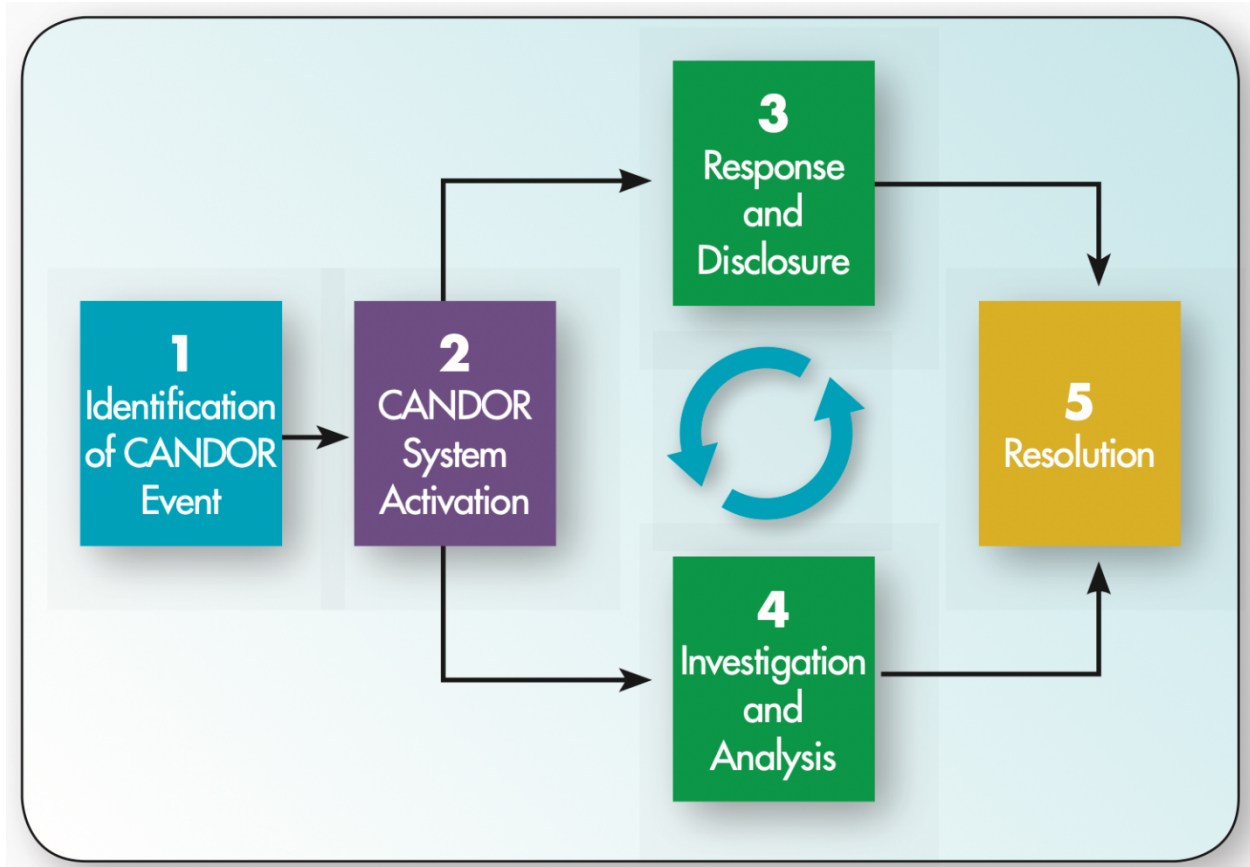 1
Identification
of CANDOR
Event
2
CANDOR
System
Activation
3
Response
and
Disclosure
4
Investigation
and
Analysis
5
Resolution